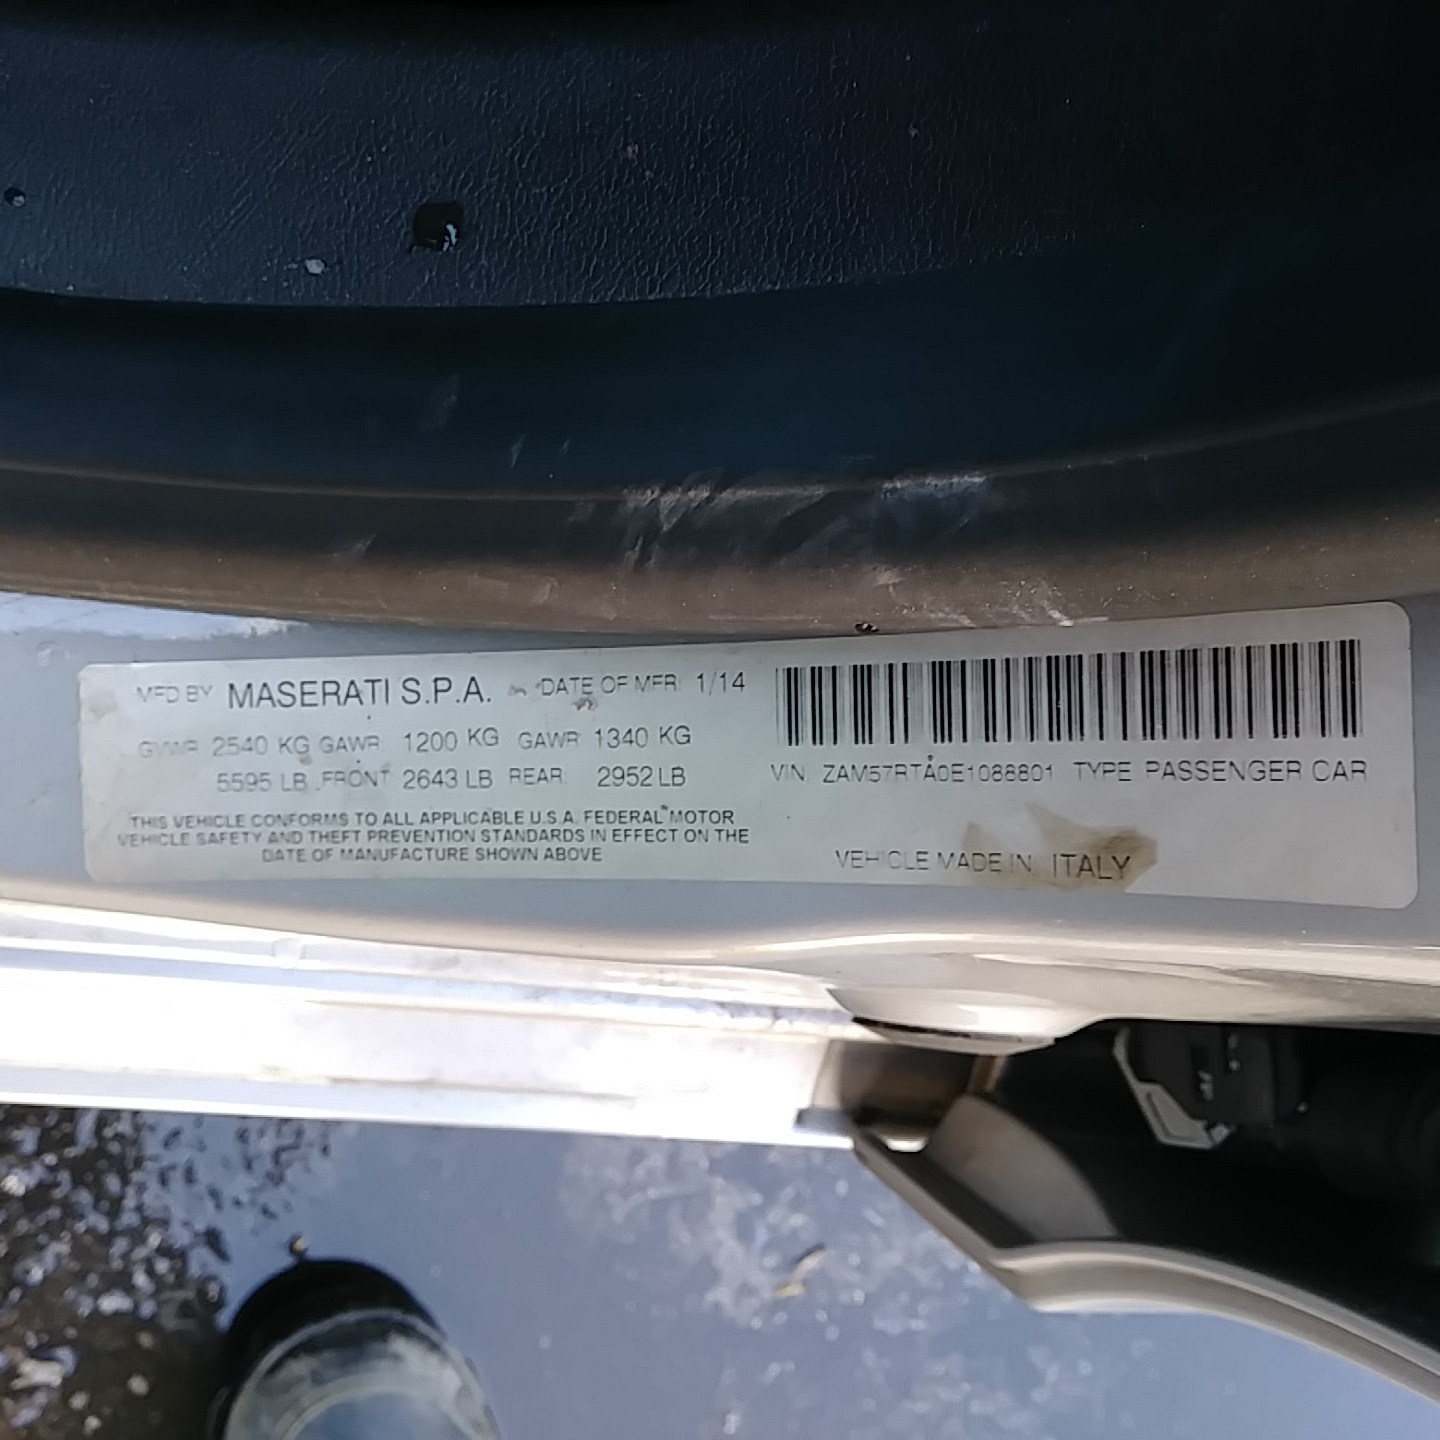 MFD BY MASERATI S.P.A. DATE OF MFR 1/14
GVWR 2540 KG GAWR 1200 KG GAWR 1340 KG
5595 LB FRONT 2643 LB REAR 2952 LB
THIS VEHICLE CONFORMS TO ALL APPLICABLE U.S.A. FEDERAL MOTOR
VEHICLE SAFETY AND THEFT PREVENTION STANDARDS IN EFFECT ON THE
DATE OF MANUFACTURE SHOWN ABOVE
VIN ZAM57RTA0E1088801 TYPE PASSENGER CAR
VEHICLE MADE IN ITALY